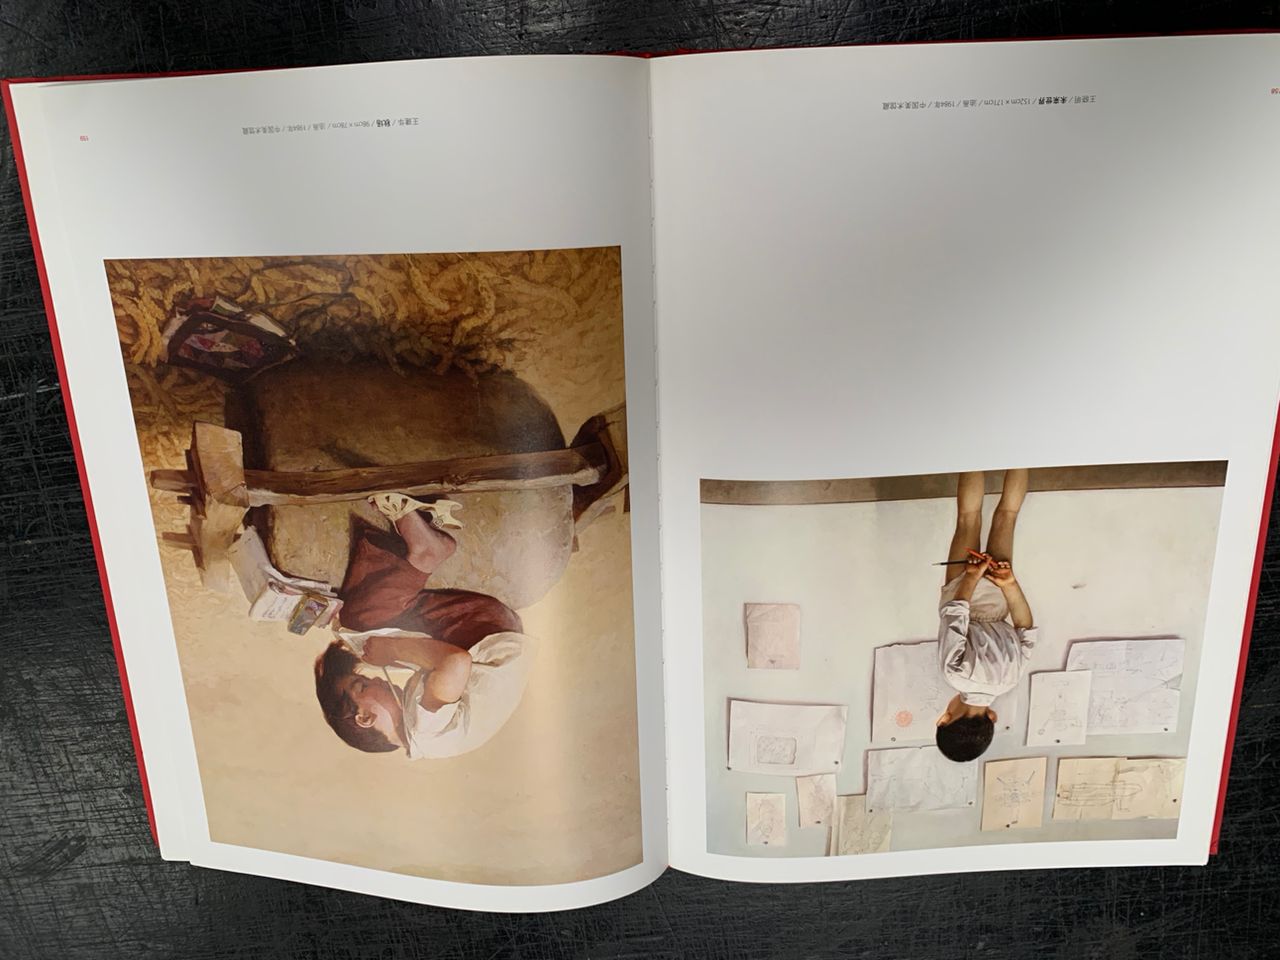 王晓明 / 未来世界 / 152cm × 171cm / 油画 / 1984年 / 中国美术馆藏
158
王建华 / 秋场 / 98cm × 78cm / 油画 / 1984年 / 中国美术馆藏
159